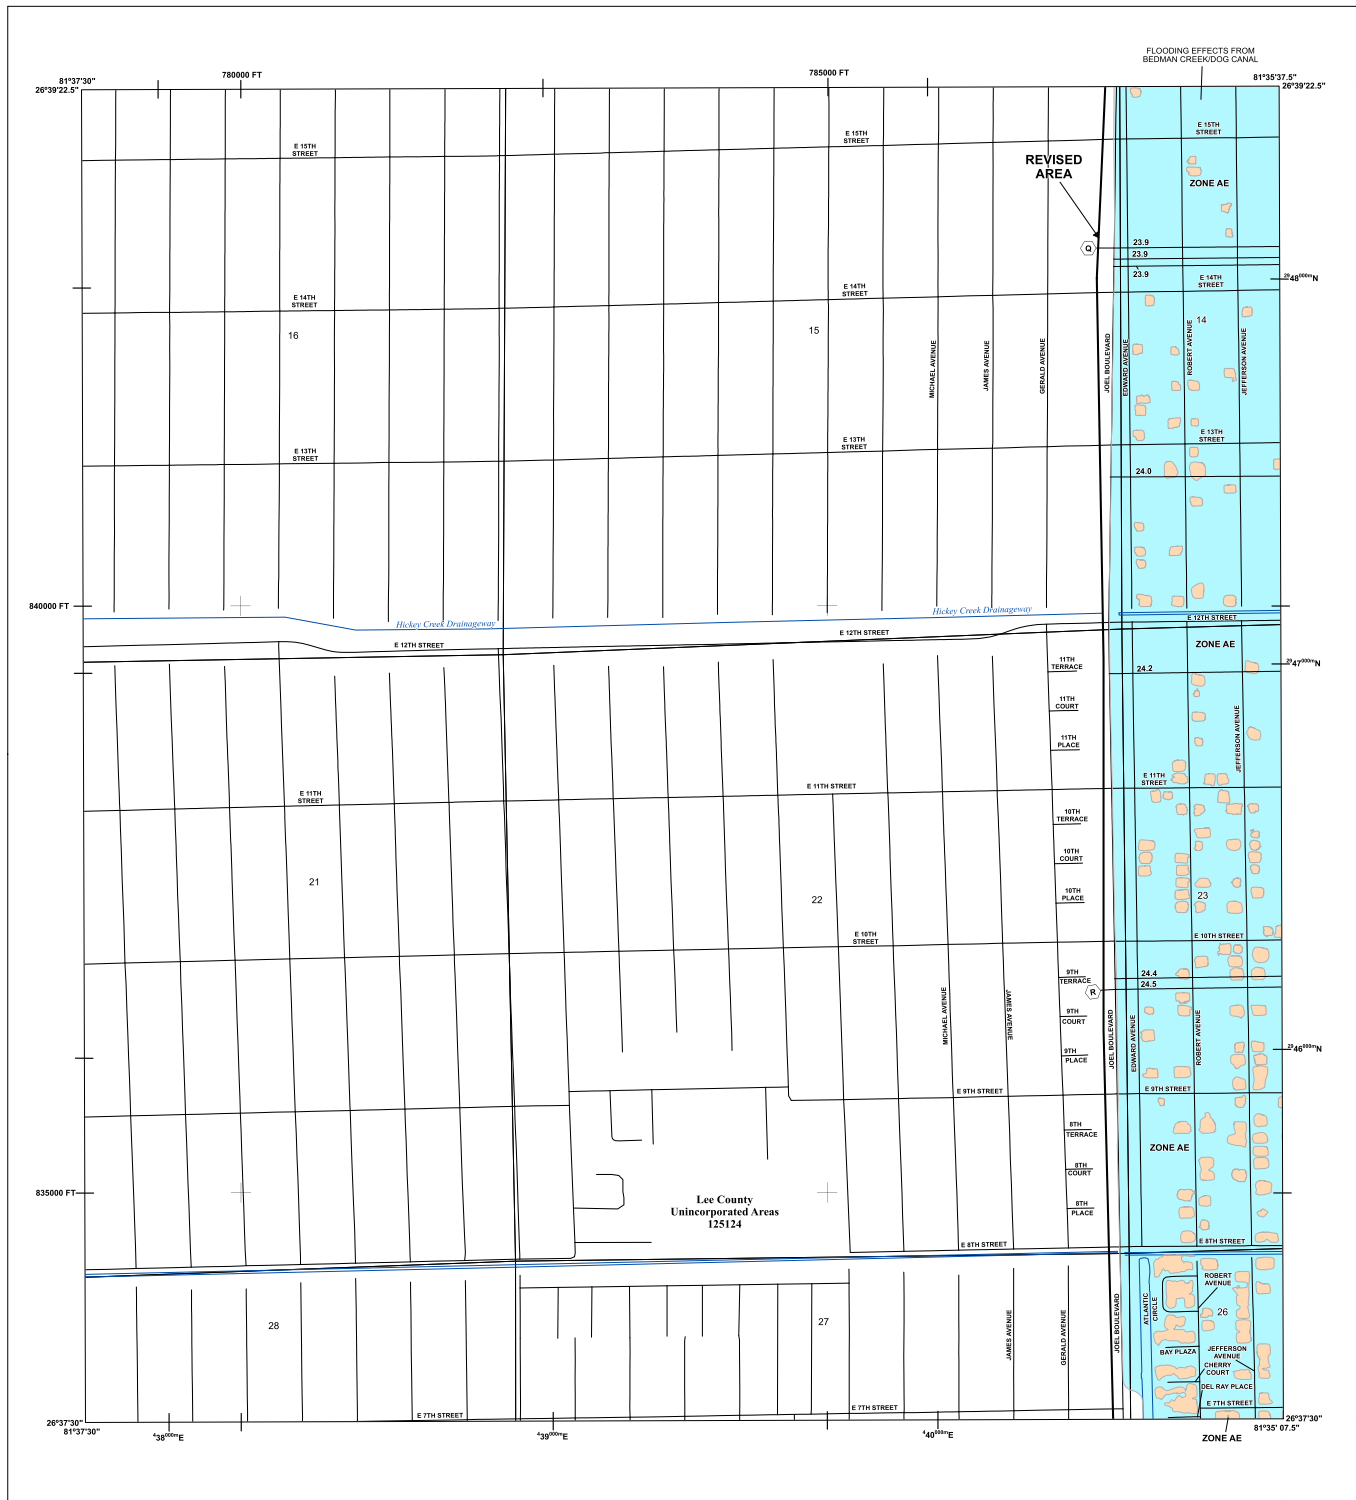 FLOODING EFFECTS FROM
BEDMAN CREEK/DOG CANAL
81°37'30"
26°39'22.5"
780000 FT
785000 FT
81°35'37.5"
26°39'22.5"
E 15TH
STREET
E 15TH
STREET
E 15TH
STREET
REVISED
AREA
ZONE AE
Q
23.9
23.9
23.9
E 14TH
STREET
2948000mN
E 14TH
STREET
E 14TH
STREET
16
15
14
MICHAEL AVENUE
JAMES AVENUE
GERALD AVENUE
JOEL BOULEVARD
EDWARD AVENUE
ROBERT AVENUE
JEFFERSON AVENUE
E 13TH
STREET
E 13TH
STREET
E 13TH
STREET
24.0
840000 FT
Hickey Creek Drainageway
Hickey Creek Drainageway
E 12TH STREET
E 12TH STREET
E 12TH STREET
ZONE AE
11TH
TERRACE
24.2
2947000mN
11TH
COURT
11TH
PLACE
JEFFERSON AVENUE
E 11TH
STREET
E 11TH STREET
E 11TH
STREET
10TH
TERRACE
10TH
COURT
10TH
PLACE
21
22
23
E 10TH
STREET
E 10TH STREET
9TH
TERRACE
24.4
24.5
R
MICHAEL AVENUE
JAMES AVENUE
9TH
COURT
JOEL BOULEVARD
EDWARD AVENUE
ROBERT AVENUE
9TH
PLACE
2946000mN
E 9TH STREET
E 9TH STREET
8TH
TERRACE
ZONE AE
8TH
COURT
8TH
PLACE
835000 FT
Lee County
Unincorporated Areas
125124
E 8TH STREET
E 8TH STREET
ROBERT
AVENUE
ATLANTIC
CIRCLE
28
27
26
JAMES AVENUE
GERALD AVENUE
JOEL BOULEVARD
BAY PLAZA
JEFFERSON
AVENUE
CHERRY
COURT
DEL RAY PLACE
E 7TH STREET
E 7TH STREET
E 7TH STREET
26°37'30"
81°37'30"
438000mE
439000mE
440000mE
26°37'30"
81°35' 07.5"
ZONE AE